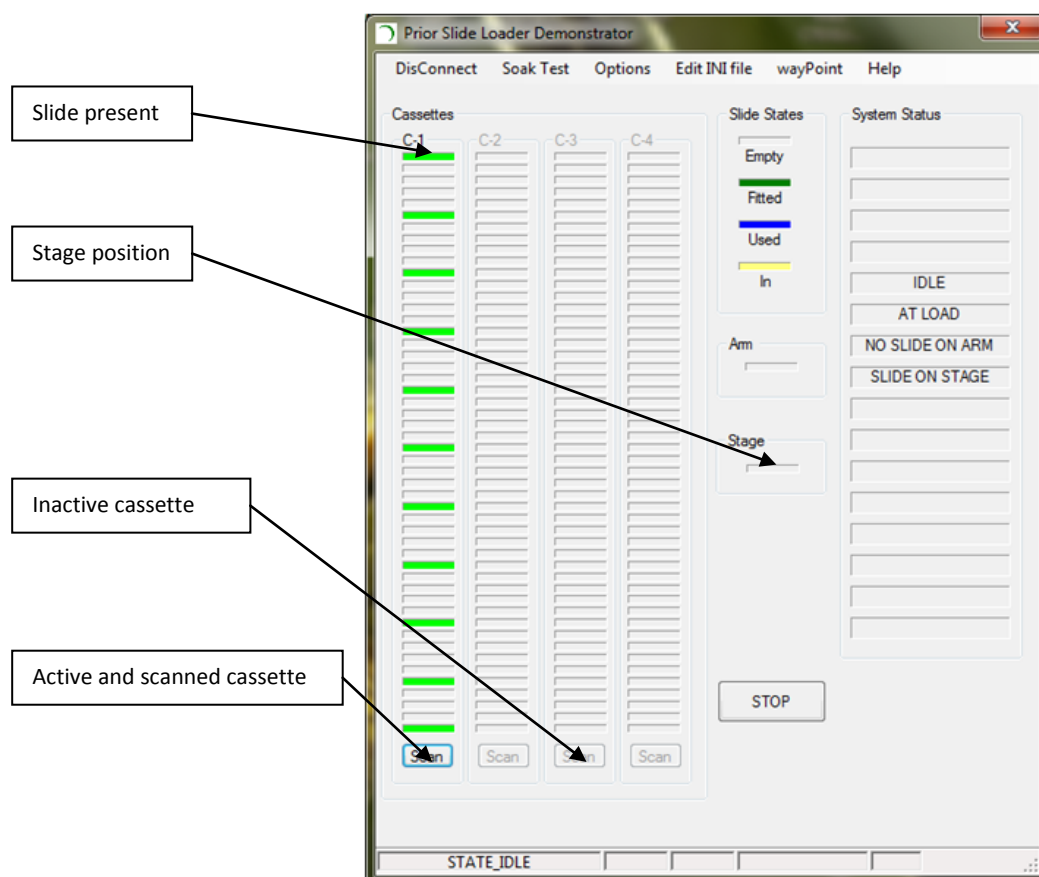 Prior Slide Loader Demonstrator
DisConnect Soak Test Options Edit INI file wayPoint Help
Slide present
Stage position
Inactive cassette
Active and scanned cassette
Cassettes
C-1 C-2 C-3 C-4
Scan Scan Scan Scan
Slide States
Empty
Fitted
Used
In
Arm
Stage
STOP
System Status
IDLE
AT LOAD
NO SLIDE ON ARM
SLIDE ON STAGE
STATE_IDLE